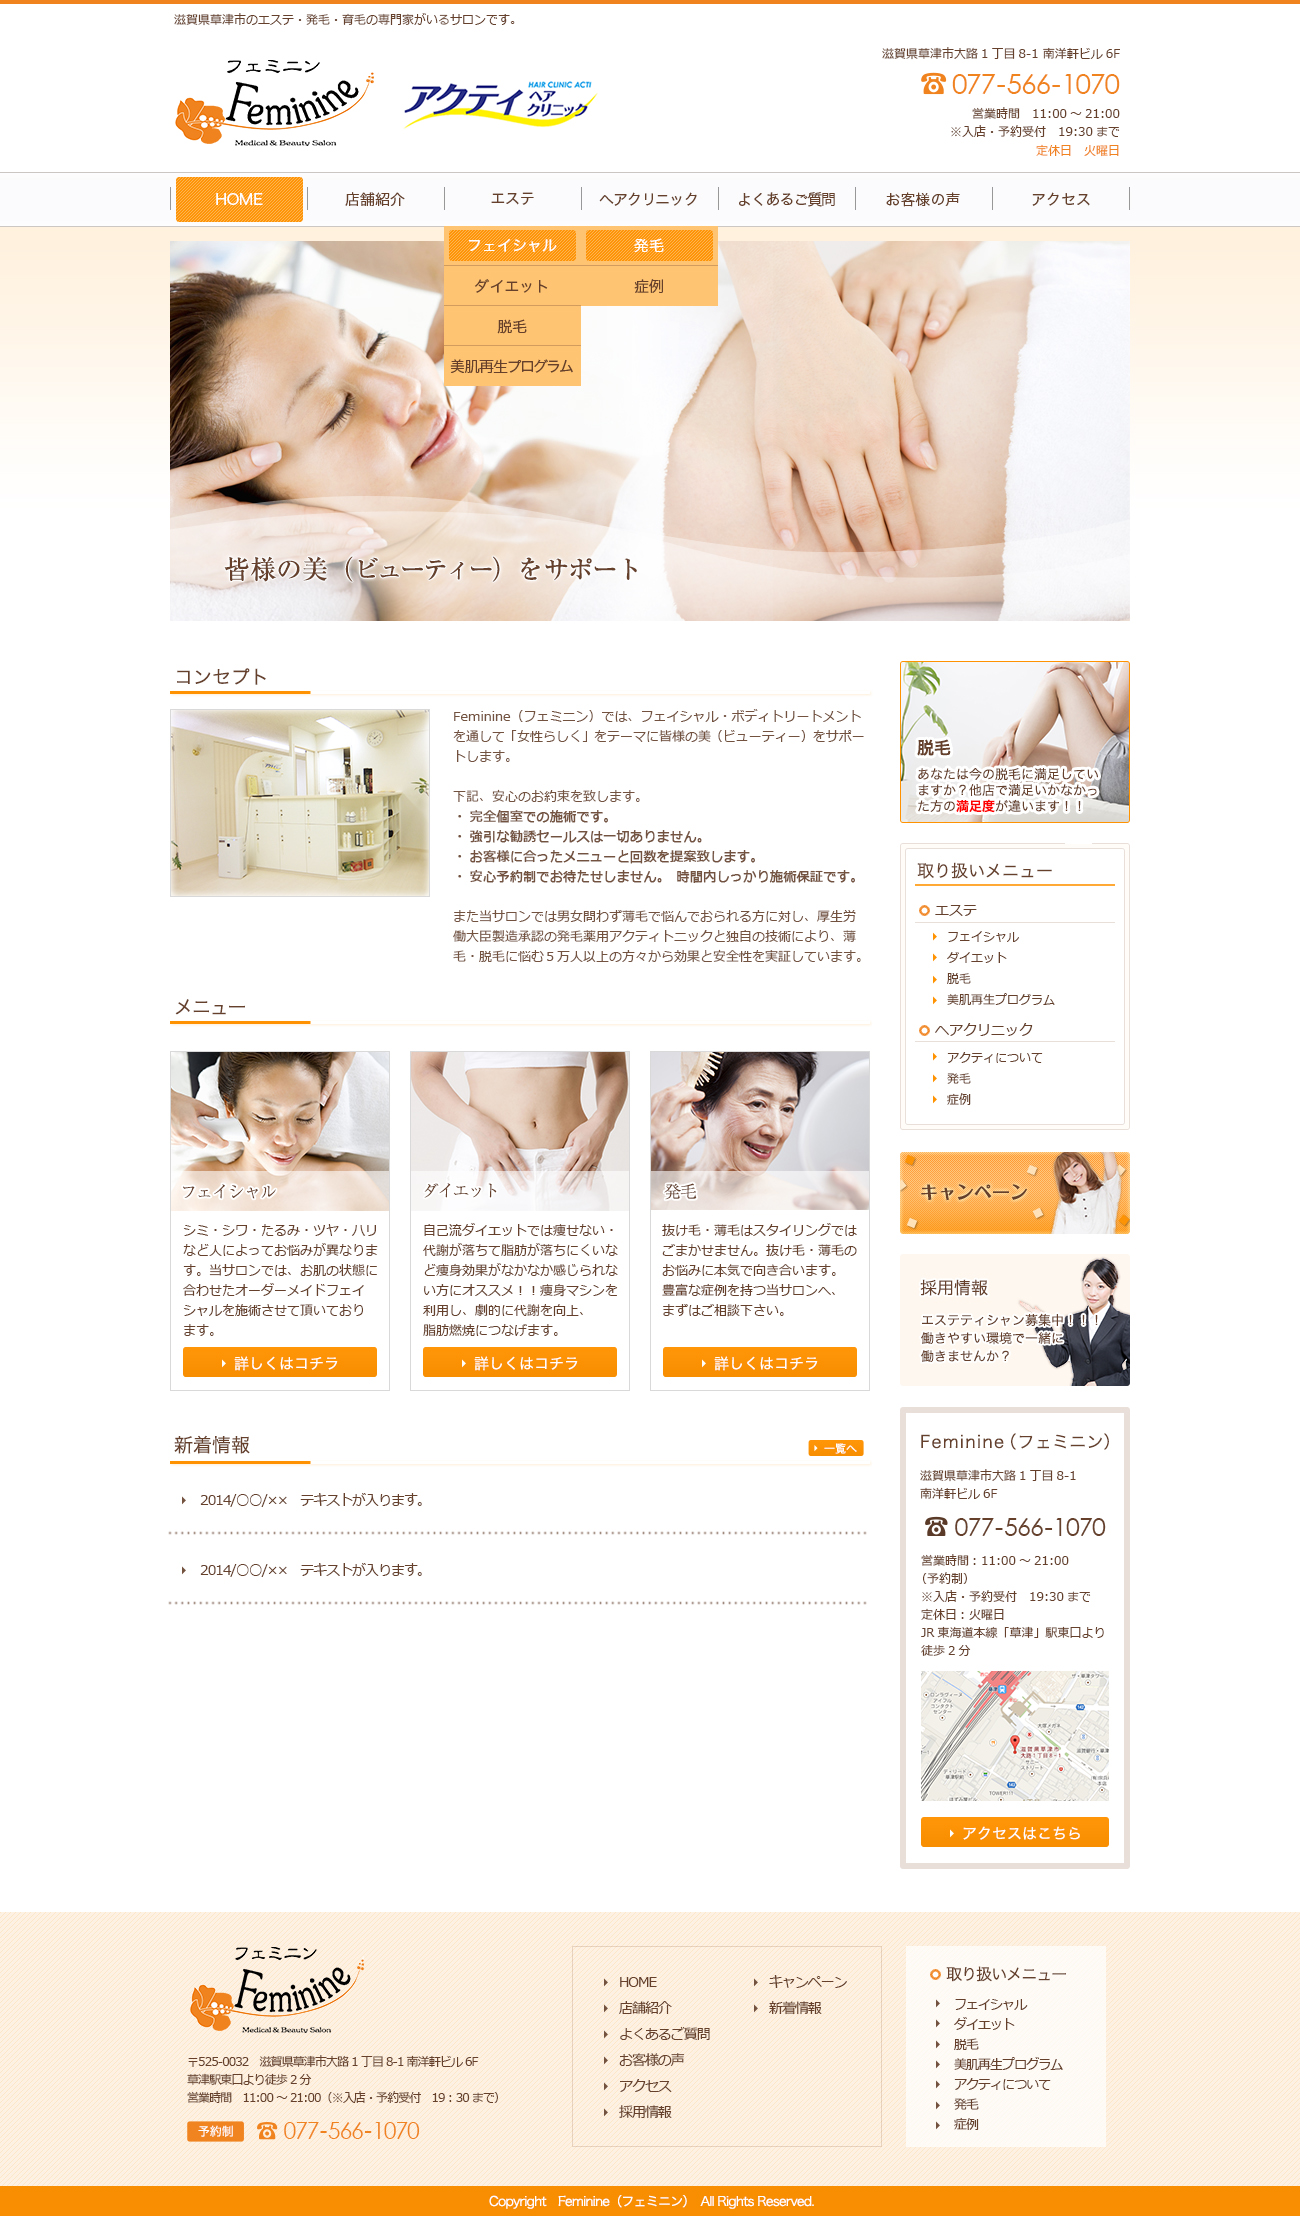 滋賀県草津市のエステ・発毛・育毛の専門家がいるサロンです。
フェミニン
Feminine
Medical & Beauty Salon
HAIR CLINIC ACTI
アクティ ヘア
クリニック
滋賀県草津市大路1丁目8-1 南洋軒ビル6F
☎077-566-1070
営業時間　11:00 〜 21:00
※入店・予約受付　19:30 まで
定休日　火曜日
HOME 店舗紹介 エステ ヘアクリニック よくあるご質問 お客様の声 アクセス
フェイシャル 発毛
ダイエット 症例
脱毛
美肌再生プログラム
皆様の美（ビューティー）をサポート
コンセプト
Feminine（フェミニン）では、フェイシャル・ボディトリートメント
を通して「女性らしく」をテーマに皆様の美（ビューティー）をサポー
トします。
下記、安心のお約束を致します。
・ 完全個室での施術です。
・ 強引な勧誘セールスは一切ありません。
・ お客様に合ったメニューと回数を提案致します。
・ 安心予約制でお待たせしません。 時間内しっかり施術保証です。
また当サロンでは男女問わず薄毛で悩んでおられる方に対し、厚生労
働大臣製造承認の発毛薬用アクティトニックと独自の技術により、薄
毛・脱毛に悩む５万人以上の方々から効果と安全性を実証しています。
メニュー
フェイシャル
シミ・シワ・たるみ・ツヤ・ハリ
など人によってお悩みが異なりま
す。当サロンでは、お肌の状態に
合わせたオーダーメイドフェイ
シャルを施術させて頂いており
ます。
詳しくはコチラ
ダイエット
自己流ダイエットでは痩せない・
代謝が落ちて脂肪が落ちにくいな
ど痩身効果がなかなか感じられな
い方にオススメ！！痩身マシンを
利用し、劇的に代謝を向上、
脂肪燃焼につなげます。
詳しくはコチラ
発毛
抜け毛・薄毛はスタイリングでは
ごまかせません。抜け毛・薄毛の
お悩みに本気で向き合います。
豊富な症例を持つ当サロンへ、
まずはご相談下さい。
詳しくはコチラ
新着情報
一覧へ
2014/○○/××　テキストが入ります。
2014/○○/××　テキストが入ります。
脱毛
あなたは今の脱毛に満足してい
ますか？他店で満足いかなかっ
た方の満足度が違います！！
取り扱いメニュー
エステ
フェイシャル
ダイエット
脱毛
美肌再生プログラム
ヘアクリニック
アクティについて
発毛
症例
キャンペーン
採用情報
エステティシャン募集中！！！
働きやすい環境で一緒に
働きませんか？
Feminine（フェミニン）
滋賀県草津市大路1丁目8-1
南洋軒ビル6F
☎077-566-1070
営業時間：11:00 〜 21:00
（予約制）
※入店・予約受付　19:30 まで
定休日：火曜日
JR 東海道本線「草津」駅東口より
徒歩2分
滋賀県草津市
大路1丁目8-1
アクセスはこちら
フェミニン
Feminine
Medical & Beauty Salon
〒525-0032　滋賀県草津市大路1丁目8-1 南洋軒ビル6F
草津駅東口より徒歩2分
営業時間　11:00 〜 21:00（※入店・予約受付　19：30 まで）
予約制 ☎077-566-1070
HOME
店舗紹介
よくあるご質問
お客様の声
アクセス
採用情報
キャンペーン
新着情報
取り扱いメニュー
フェイシャル
ダイエット
脱毛
美肌再生プログラム
アクティについて
発毛
症例
Copyright　Feminine（フェミニン）　All Rights Reserved.